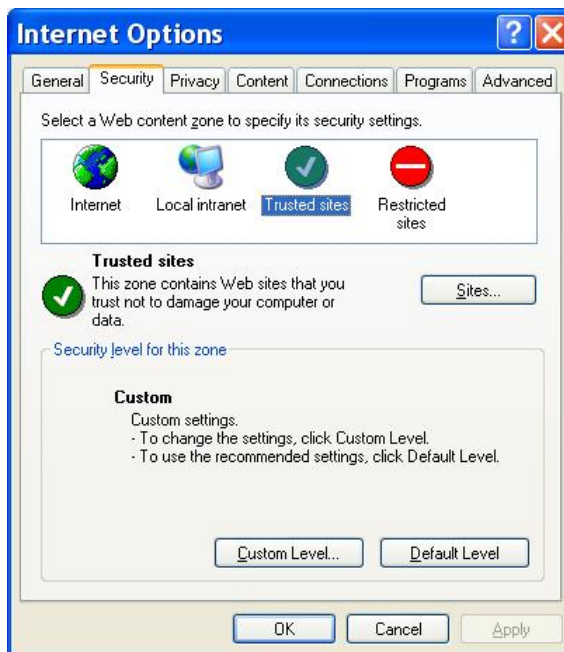 Internet Options
General Security Privacy Content Connections Programs Advanced
Select a Web content zone to specify its security settings.
Internet Local intranet Trusted sites Restricted
sites
Trusted sites
This zone contains Web sites that you
trust not to damage your computer or
data.
Sites...
Security level for this zone
Custom
Custom settings.
- To change the settings, click Custom Level.
- To use the recommended settings, click Default Level.
Custom Level... Default Level
OK Cancel Apply